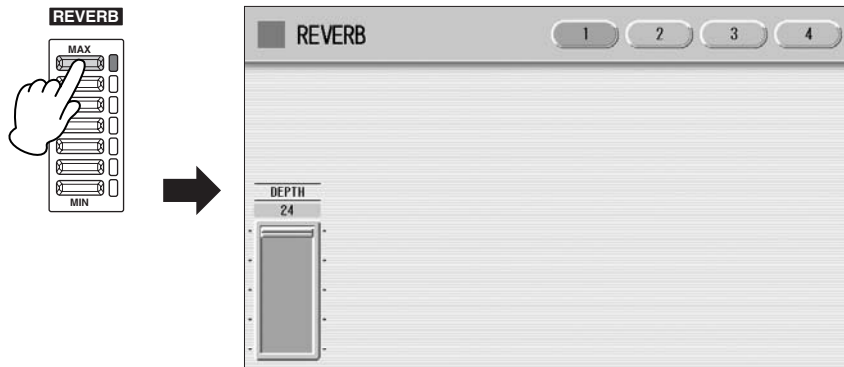 REVERB
MAX
MIN
REVERB
1 2 3 4
DEPTH
24